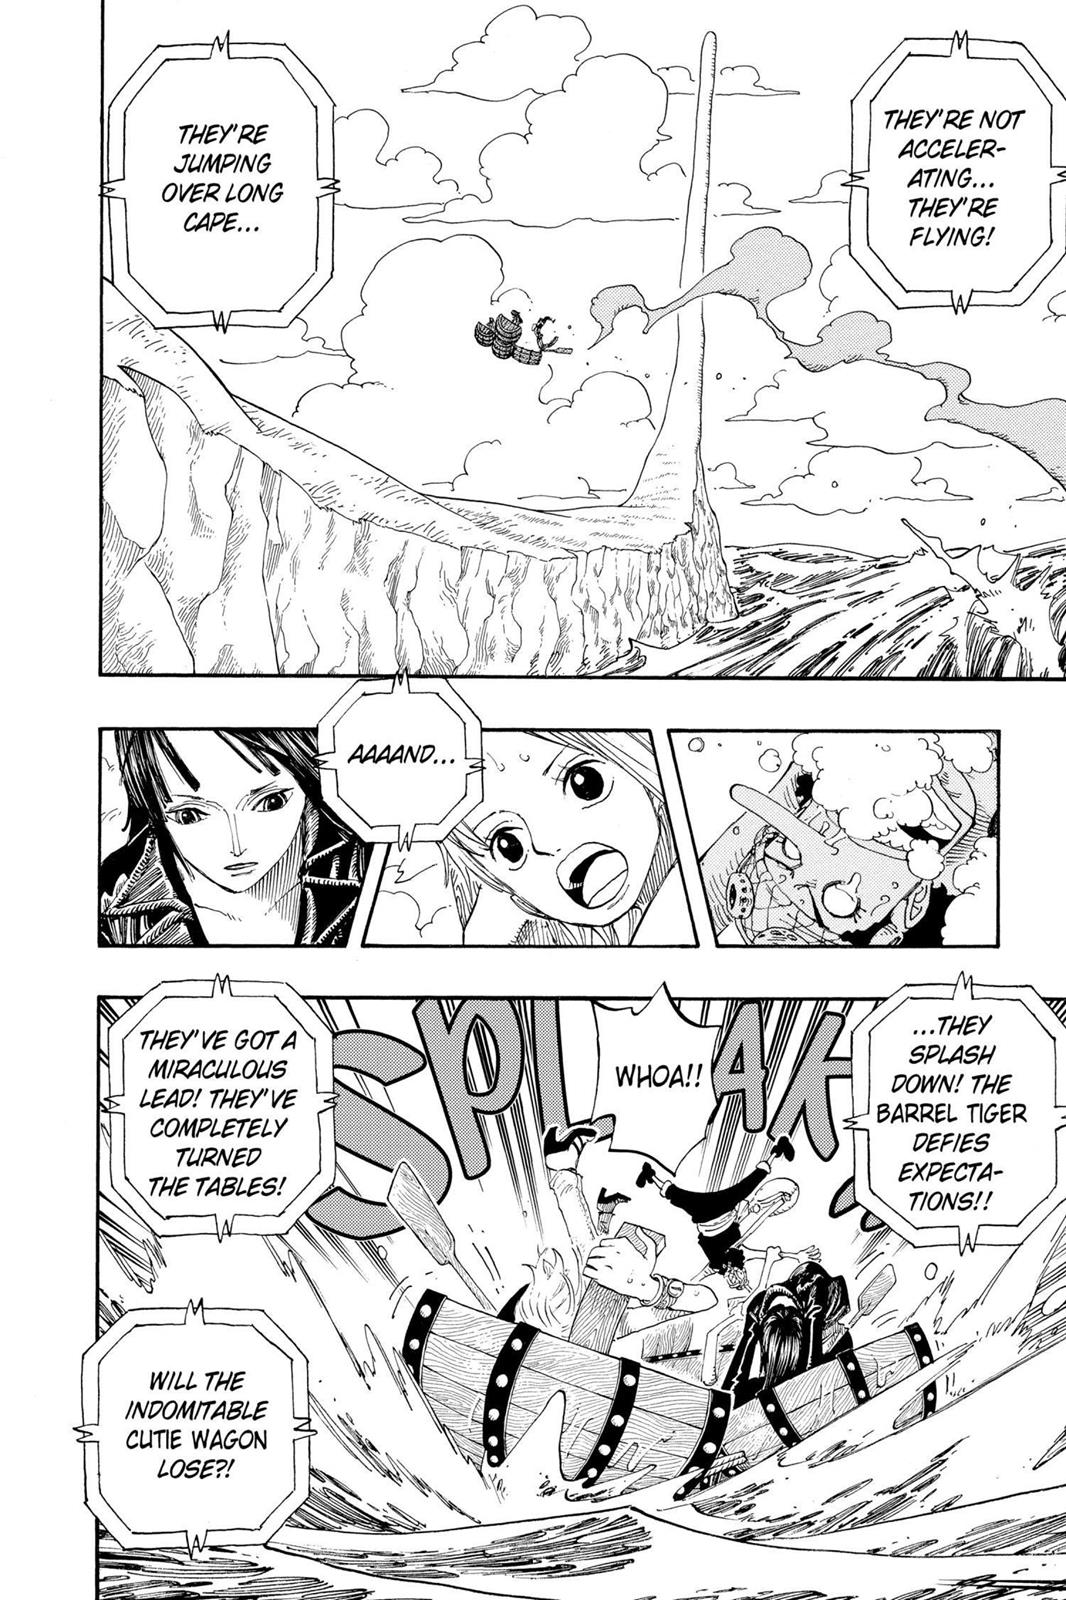 THEY'RE NOT
ACCELER-
ATING...
THEY'RE
FLYING!
THEY'RE
JUMPING
OVER LONG
CAPE...
AAAAND...
...THEY
SPLASH
DOWN! THE
BARREL TIGER
DEFIES
EXPECTA-
TIONS!!
WHOA!!
SPLAK
THEY'VE GOT A
MIRACULOUS
LEAD! THEY'VE
COMPLETELY
TURNED
THE TABLES!
WILL THE
INDOMITABLE
CUTIE WAGON
LOSE?!